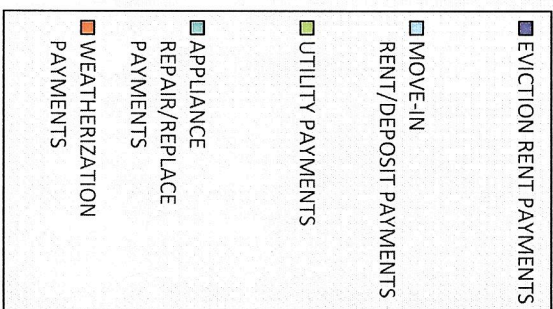 EVICTION RENT PAYMENTS
MOVE-IN
RENT/DEPOSIT PAYMENTS
UTILITY PAYMENTS
APPLIANCE
REPAIR/REPLACE
PAYMENTS
WEATHERIZATION
PAYMENTS